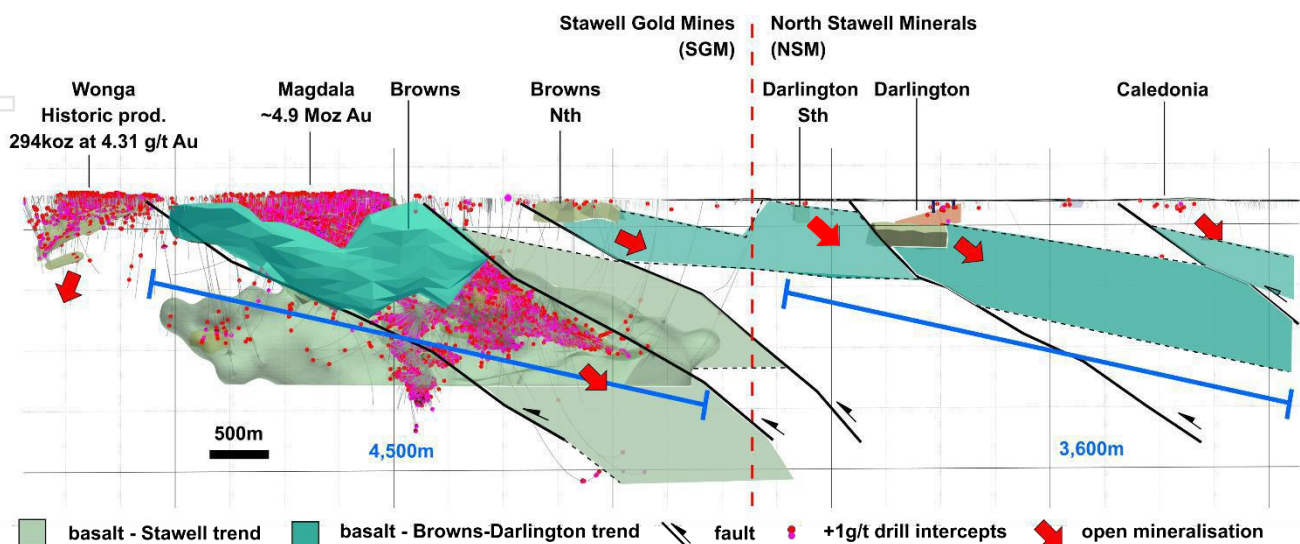 Stawell Gold Mines
(SGM)
North Stawell Minerals
(NSM)
Wonga
Historic prod.
294koz at 4.31 g/t Au
Magdala
~4.9 Moz Au
Browns
Browns
Nth
Darlington
Sth
Darlington
Caledonia
500m
4,500m
3,600m
basalt - Stawell trend
basalt - Browns-Darlington trend
fault
+1g/t drill intercepts
open mineralisation